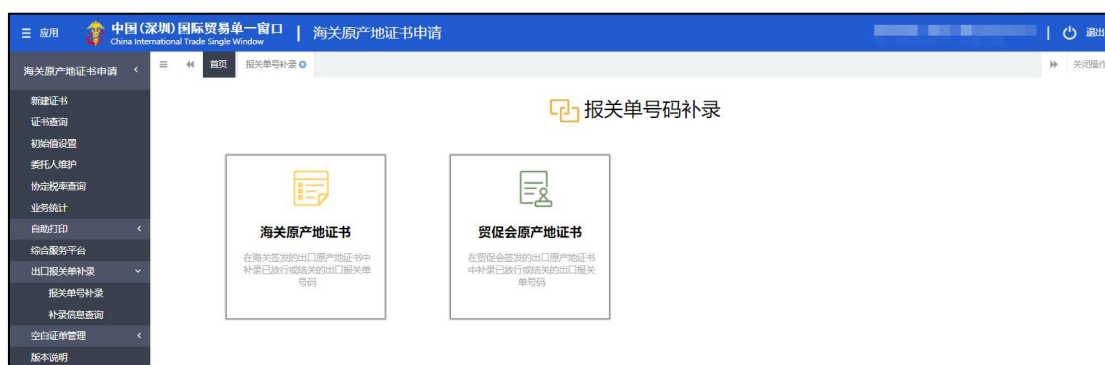 应用
中国(深圳)国际贸易单一窗口 | 海关原产地证书申请
China International Trade Single Window
退出
海关原产地证书申请
首页
报关单号补录
关闭操作
新建证书
证书查询
初始值设置
委托人维护
协定税率查询
业务统计
自助打印
综合服务平台
出口报关单补录
报关单号补录
补录信息查询
空白证单管理
版本说明
报关单号码补录
海关原产地证书
在海关签发的出口原产地证书中
补录已放行或结关的出口报关单
号码
贸促会原产地证书
在贸促会签发的出口原产地证书
中补录已放行或结关的出口报关
单号码